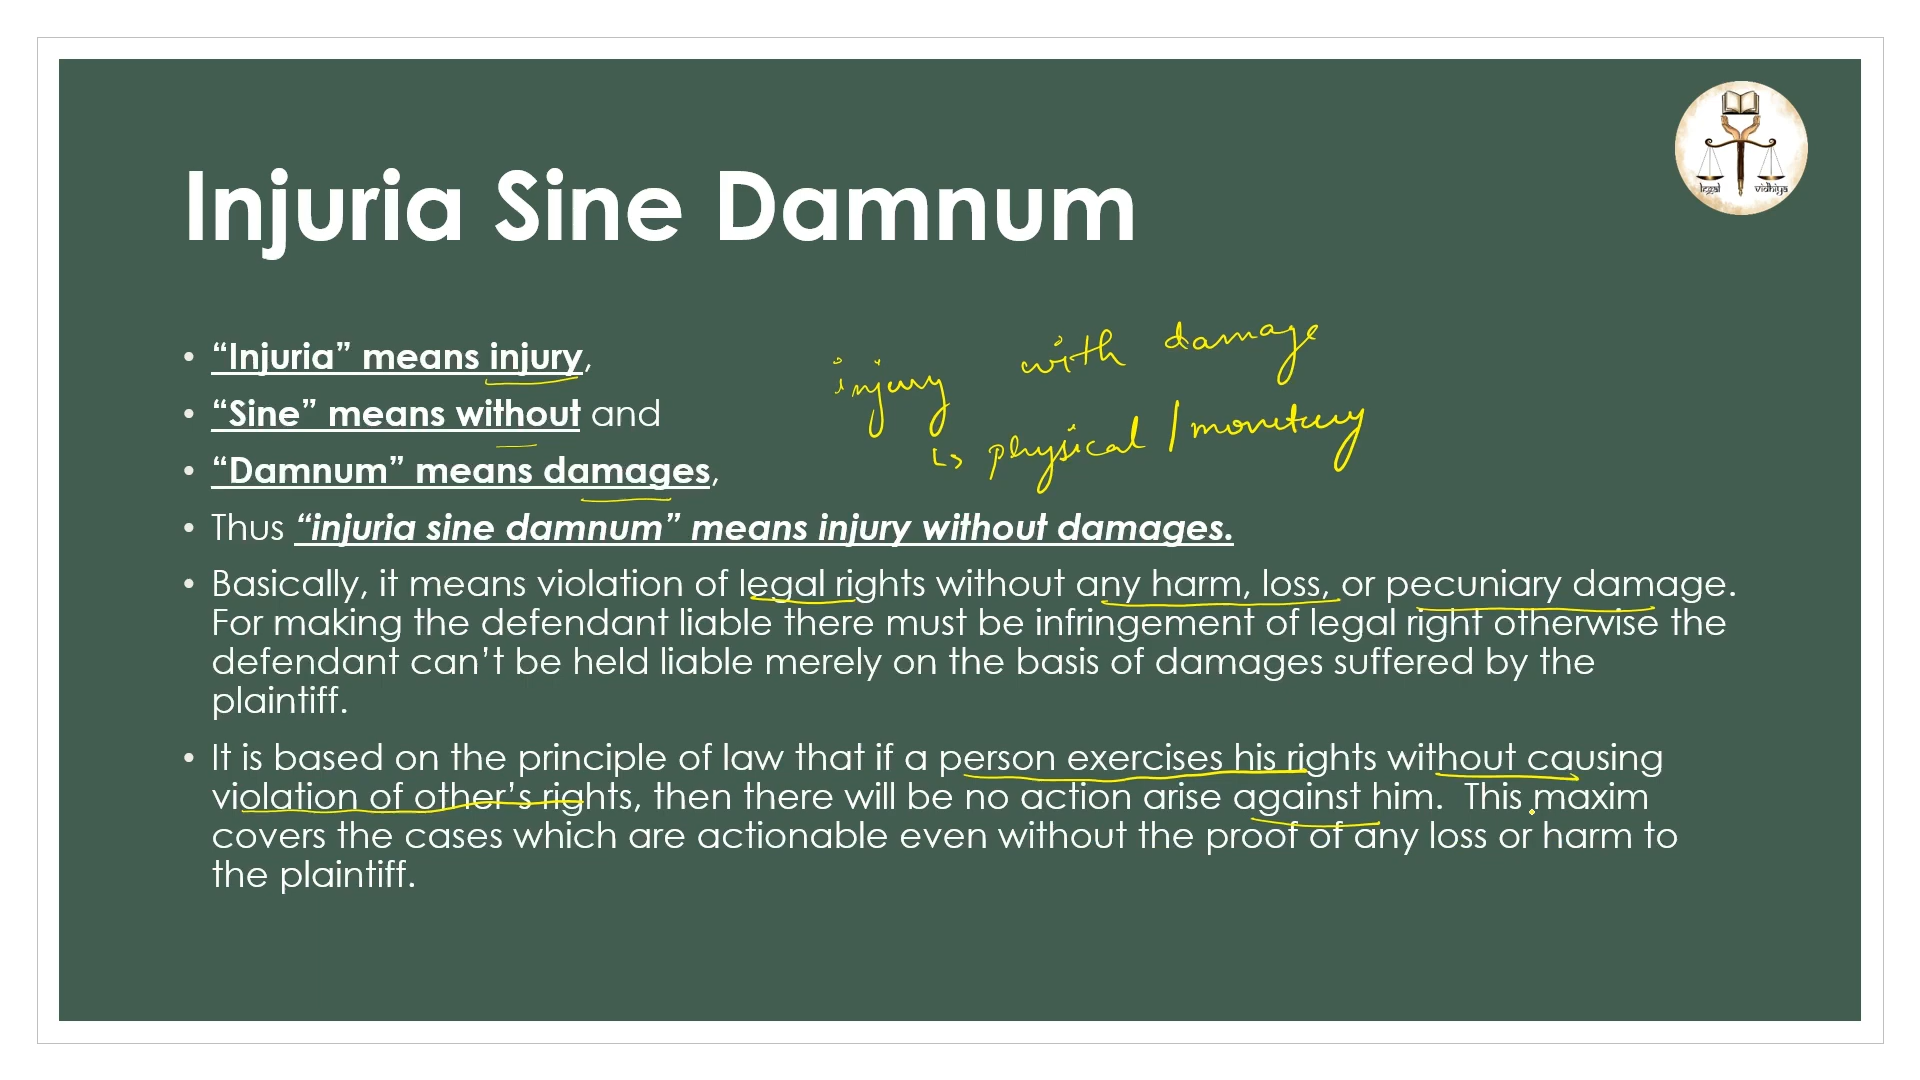 legal vidhiya
Injuria Sine Damnum
• “Injuria” means injury,
• “Sine” means without and
• “Damnum” means damages,
injury with damage
↳ physical / monetary
• Thus “injuria sine damnum” means injury without damages.
• Basically, it means violation of legal rights without any harm, loss, or pecuniary damage.
For making the defendant liable there must be infringement of legal right otherwise the
defendant can’t be held liable merely on the basis of damages suffered by the
plaintiff.
• It is based on the principle of law that if a person exercises his rights without causing
violation of other’s rights, then there will be no action arise against him. This maxim
covers the cases which are actionable even without the proof of any loss or harm to
the plaintiff.